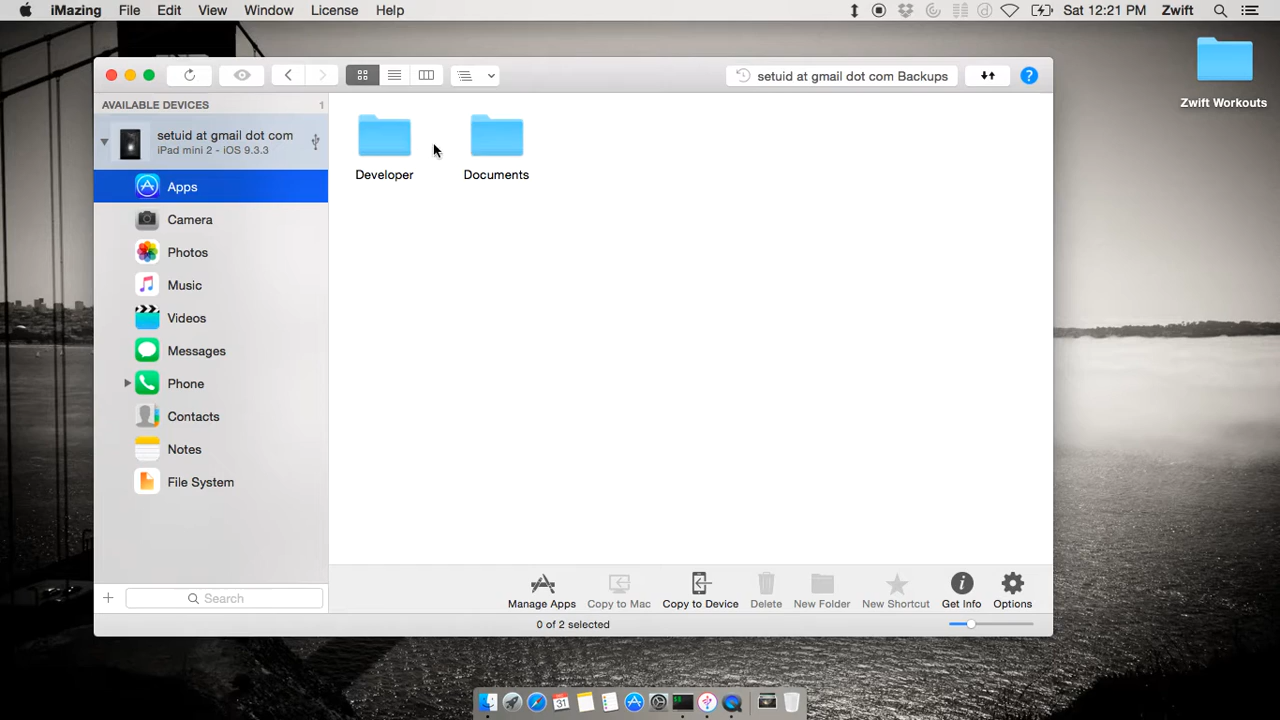 iMazing File Edit View Window License Help Sat 12:21 PM Zwift
setuid at gmail dot com Backups ?
Zwift Workouts
AVAILABLE DEVICES 1
setuid at gmail dot com
iPad mini 2 - iOS 9.3.3
Apps
Camera
Photos
Music
Videos
Messages
Phone
Contacts
Notes
File System
Search
Developer Documents
Manage Apps Copy to Mac Copy to Device Delete New Folder New Shortcut Get Info Options
0 of 2 selected
31